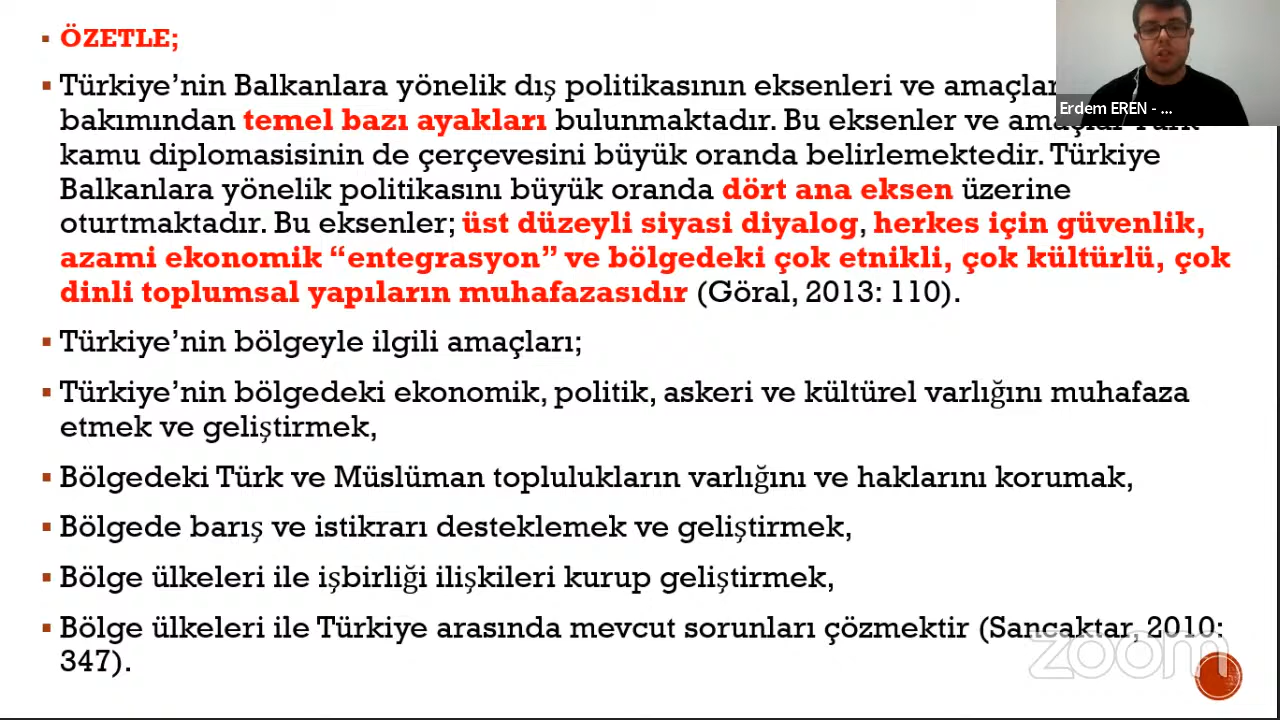 ÖZETLE;
Türkiye’nin Balkanlara yönelik dış politikasının eksenleri ve amaçlar
bakımından temel bazı ayakları bulunmaktadır. Bu eksenler ve amaçlar Türk
kamu diplomasisinin de çerçevesini büyük oranda belirlemektedir. Türkiye
Balkanlara yönelik politikasını büyük oranda dört ana eksen üzerine
oturtmaktadır. Bu eksenler; üst düzeyli siyasi diyalog, herkes için güvenlik,
azami ekonomik “entegrasyon” ve bölgedeki çok etnikli, çok kültürlü, çok
dinli toplumsal yapıların muhafazasıdır (Göral, 2013: 110).
Türkiye’nin bölgeyle ilgili amaçları;
Türkiye’nin bölgedeki ekonomik, politik, askeri ve kültürel varlığını muhafaza
etmek ve geliştirmek,
Bölgedeki Türk ve Müslüman toplulukların varlığını ve haklarını korumak,
Bölgede barış ve istikrarı desteklemek ve geliştirmek,
Bölge ülkeleri ile işbirliği ilişkileri kurup geliştirmek,
Bölge ülkeleri ile Türkiye arasında mevcut sorunları çözmektir (Sancaktar, 2010:
347).
Erdem EREN - ...
zoom